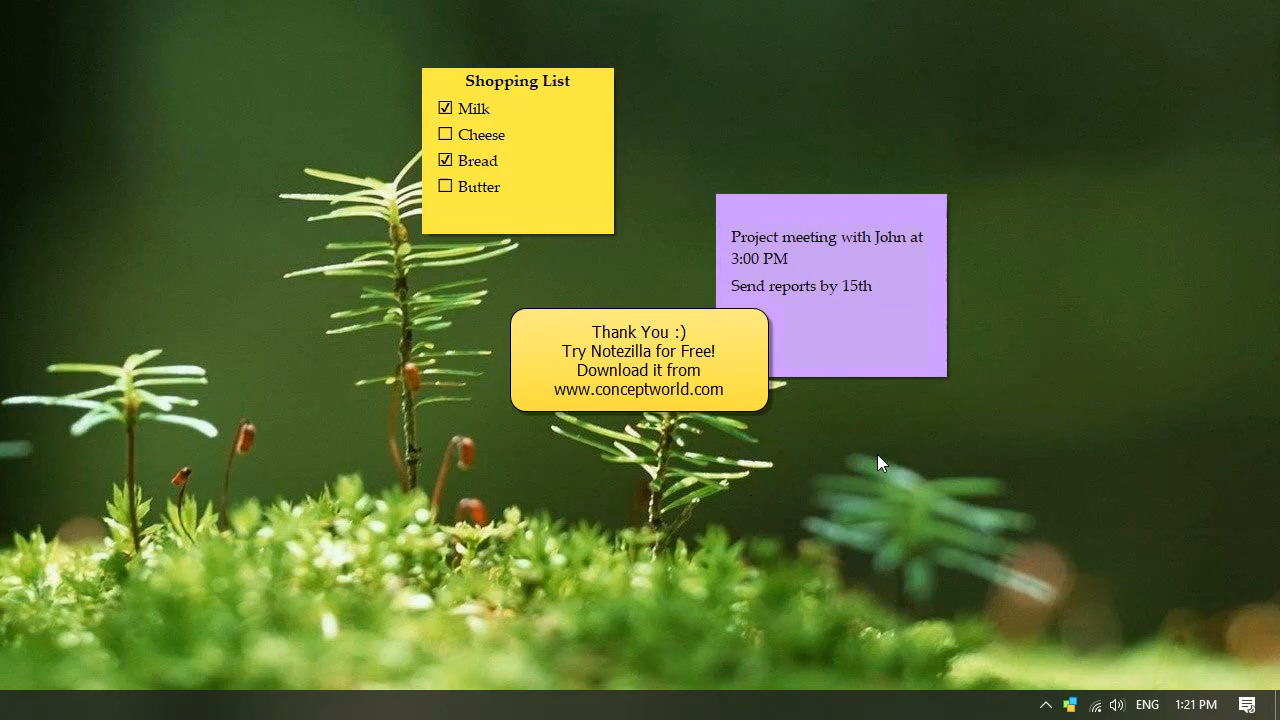 Shopping List
☑ Milk
☐ Cheese
☑ Bread
☐ Butter
Project meeting with John at
3:00 PM
Send reports by 15th
Thank You :)
Try Notezilla for Free!
Download it from
www.conceptworld.com
ENG
1:21 PM